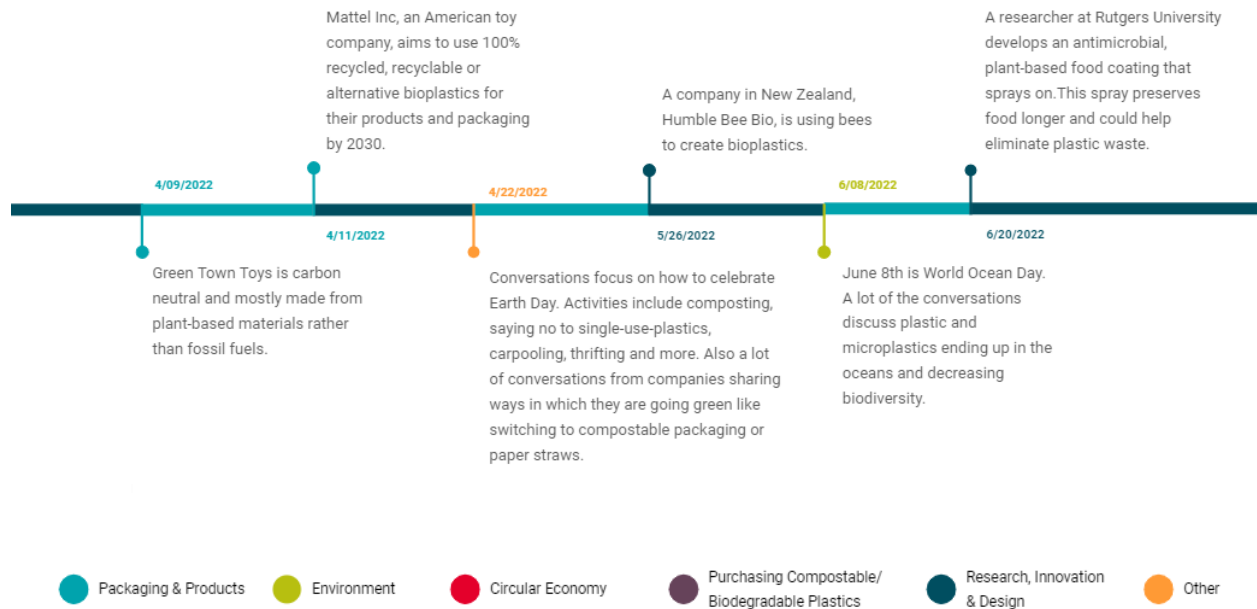 Mattel Inc, an American toy
company, aims to use 100%
recycled, recyclable or
alternative bioplastics for
their products and packaging
by 2030.
A company in New Zealand,
Humble Bee Bio, is using bees
to create bioplastics.
A researcher at Rutgers University
develops an antimicrobial,
plant-based food coating that
sprays on.This spray preserves
food longer and could help
eliminate plastic waste.
4/09/2022
4/22/2022
6/08/2022
4/11/2022
5/26/2022
6/20/2022
Green Town Toys is carbon
neutral and mostly made from
plant-based materials rather
than fossil fuels.
Conversations focus on how to celebrate
Earth Day. Activities include composting,
saying no to single-use-plastics,
carpooling, thrifting and more. Also a lot
of conversations from companies sharing
ways in which they are going green like
switching to compostable packaging or
paper straws.
June 8th is World Ocean Day.
A lot of the conversations
discuss plastic and
microplastics ending up in the
oceans and decreasing
biodiversity.
Packaging & Products
Environment
Circular Economy
Purchasing Compostable/
Biodegradable Plastics
Research, Innovation
& Design
Other